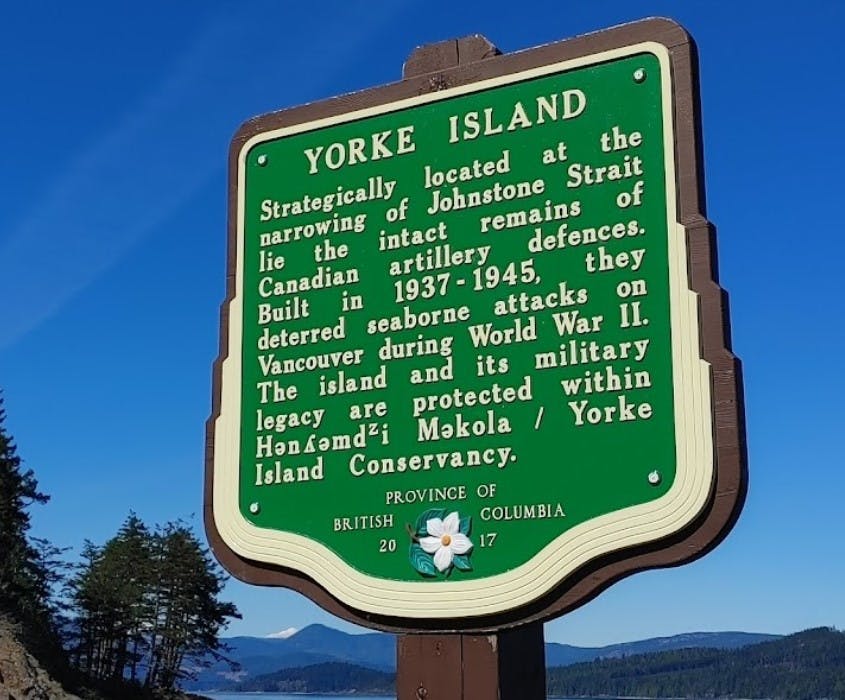 YORKE ISLAND
Strategically located at the
narrowing of Johnstone Strait
lie the intact remains of
Canadian artillery defences.
Built in 1937-1945, they
deterred seaborne attacks on
Vancouver during World War II.
The island and its military
legacy are protected within
Hənʎəmdᶻi Məkola / Yorke
Island Conservancy.
PROVINCE OF
BRITISH COLUMBIA
20 17